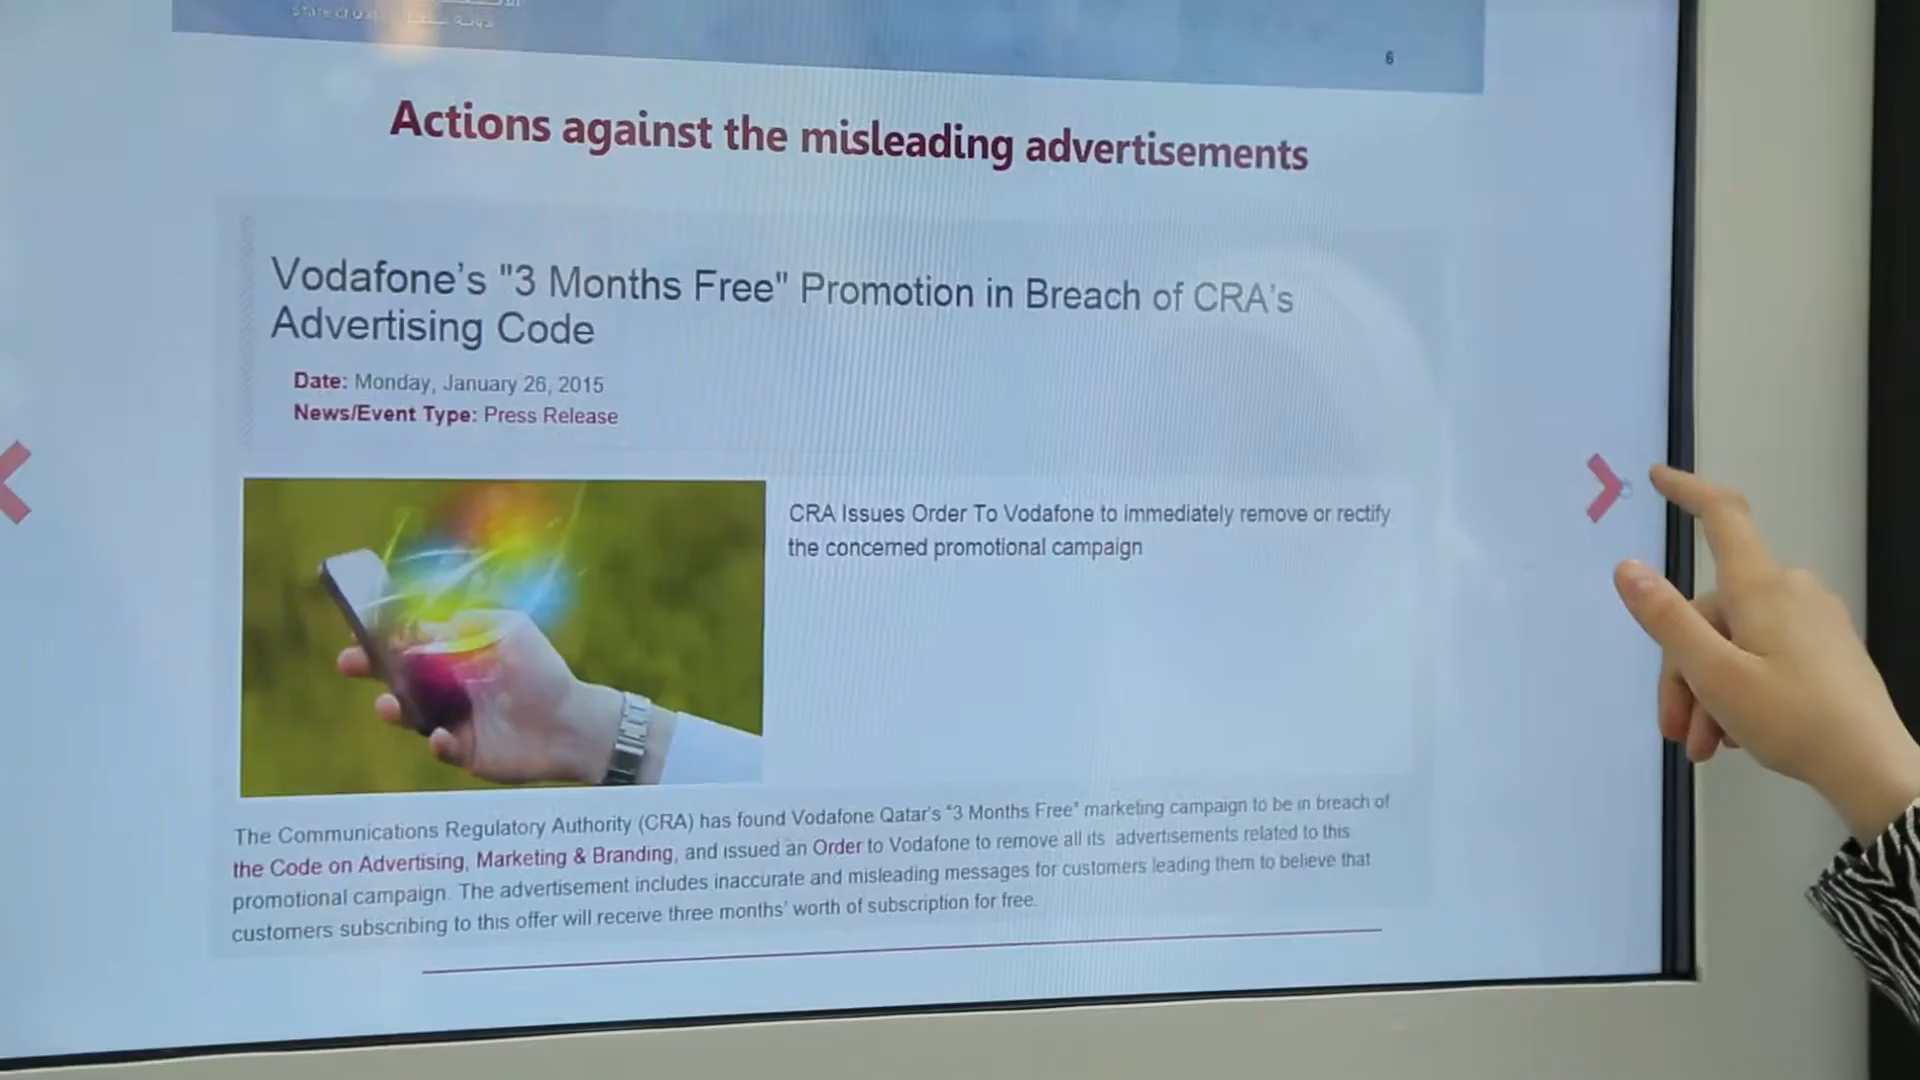 State of Qatar
دولة قطر
6
Actions against the misleading advertisements
Vodafone's "3 Months Free" Promotion in Breach of CRA's
Advertising Code
Date: Monday, January 26, 2015
News/Event Type: Press Release
CRA Issues Order To Vodafone to immediately remove or rectify
the concerned promotional campaign
The Communications Regulatory Authority (CRA) has found Vodafone Qatar's "3 Months Free" marketing campaign to be in breach of
the Code on Advertising, Marketing & Branding, and issued an Order to Vodafone to remove all its advertisements related to this
promotional campaign. The advertisement includes inaccurate and misleading messages for customers leading them to believe that
customers subscribing to this offer will receive three months' worth of subscription for free.